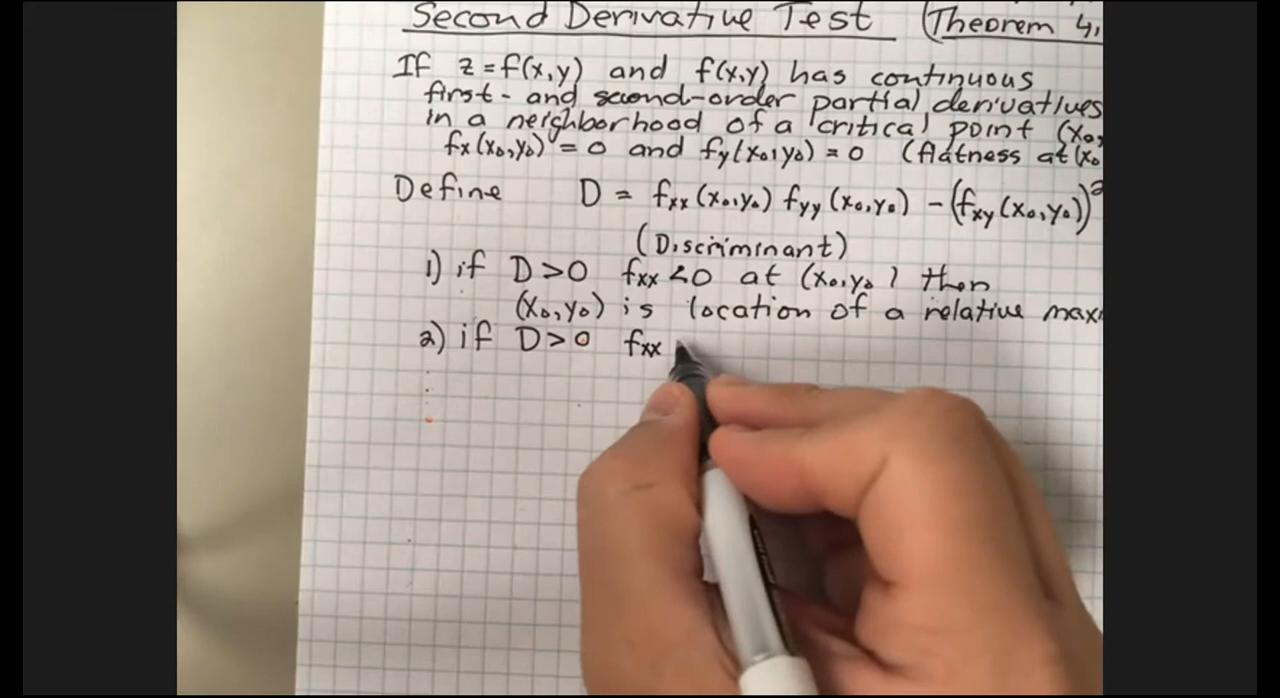 Second Derivative Test (Theorem 4.
If z = f(x,y) and f(x,y) has continuous
first- and second-order partial derivatives
in a neighborhood of a critical point (x₀,
fx (x₀,y₀) = 0 and fy(x₀,y₀) = 0 (flatness at (x₀
Define D = fxx (x₀,y₀) fyy (x₀,y₀) - (fxy (x₀,y₀))²
(Discriminant)
1) if D>0 fxx <0 at (x₀,y₀) then
(x₀,y₀) is location of a relative max
2) if D>0 fxx